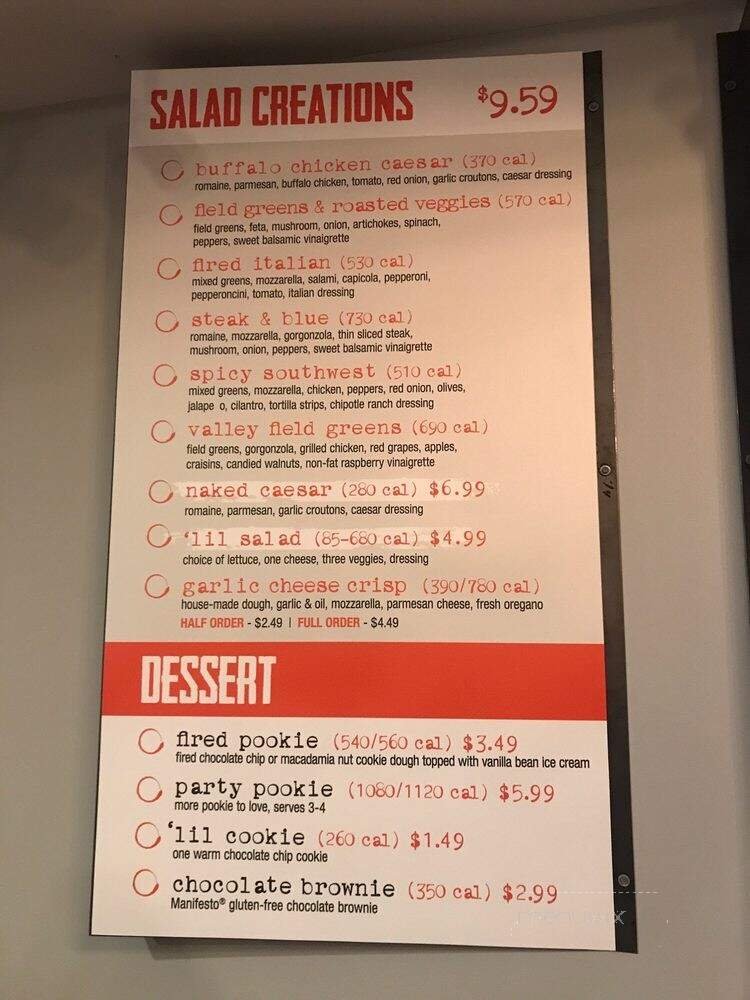 SALAD CREATIONS $9.59
buffalo chicken caesar (370 cal)
romaine, parmesan, buffalo chicken, tomato, red onion, garlic croutons, caesar dressing
field greens & roasted veggies (570 cal)
field greens, feta, mushroom, onion, artichokes, spinach,
peppers, sweet balsamic vinaigrette
fired italian (530 cal)
mixed greens, mozzarella, salami, capicola, pepperoni,
pepperoncini, tomato, italian dressing
steak & blue (730 cal)
romaine, mozzarella, gorgonzola, thin sliced steak,
mushroom, onion, peppers, sweet balsamic vinaigrette
spicy southwest (510 cal)
mixed greens, mozzarella, chicken, peppers, red onion, olives,
jalape o, cilantro, tortilla strips, chipotle ranch dressing
valley field greens (690 cal)
field greens, gorgonzola, grilled chicken, red grapes, apples,
craisins, candied walnuts, non-fat raspberry vinaigrette
naked caesar (280 cal) $6.99
romaine, parmesan, garlic croutons, caesar dressing
'lil salad (85-680 cal) $4.99
choice of lettuce, one cheese, three veggies, dressing
garlic cheese crisp (390/780 cal)
house-made dough, garlic & oil, mozzarella, parmesan cheese, fresh oregano
HALF ORDER - $2.49 | FULL ORDER - $4.49
DESSERT
fired pookie (540/560 cal) $3.49
fired chocolate chip or macadamia nut cookie dough topped with vanilla bean ice cream
party pookie (1080/1120 cal) $5.99
more pookie to love, serves 3-4
'lil cookie (260 cal) $1.49
one warm chocolate chip cookie
chocolate brownie (350 cal) $2.99
Manifesto® gluten-free chocolate brownie